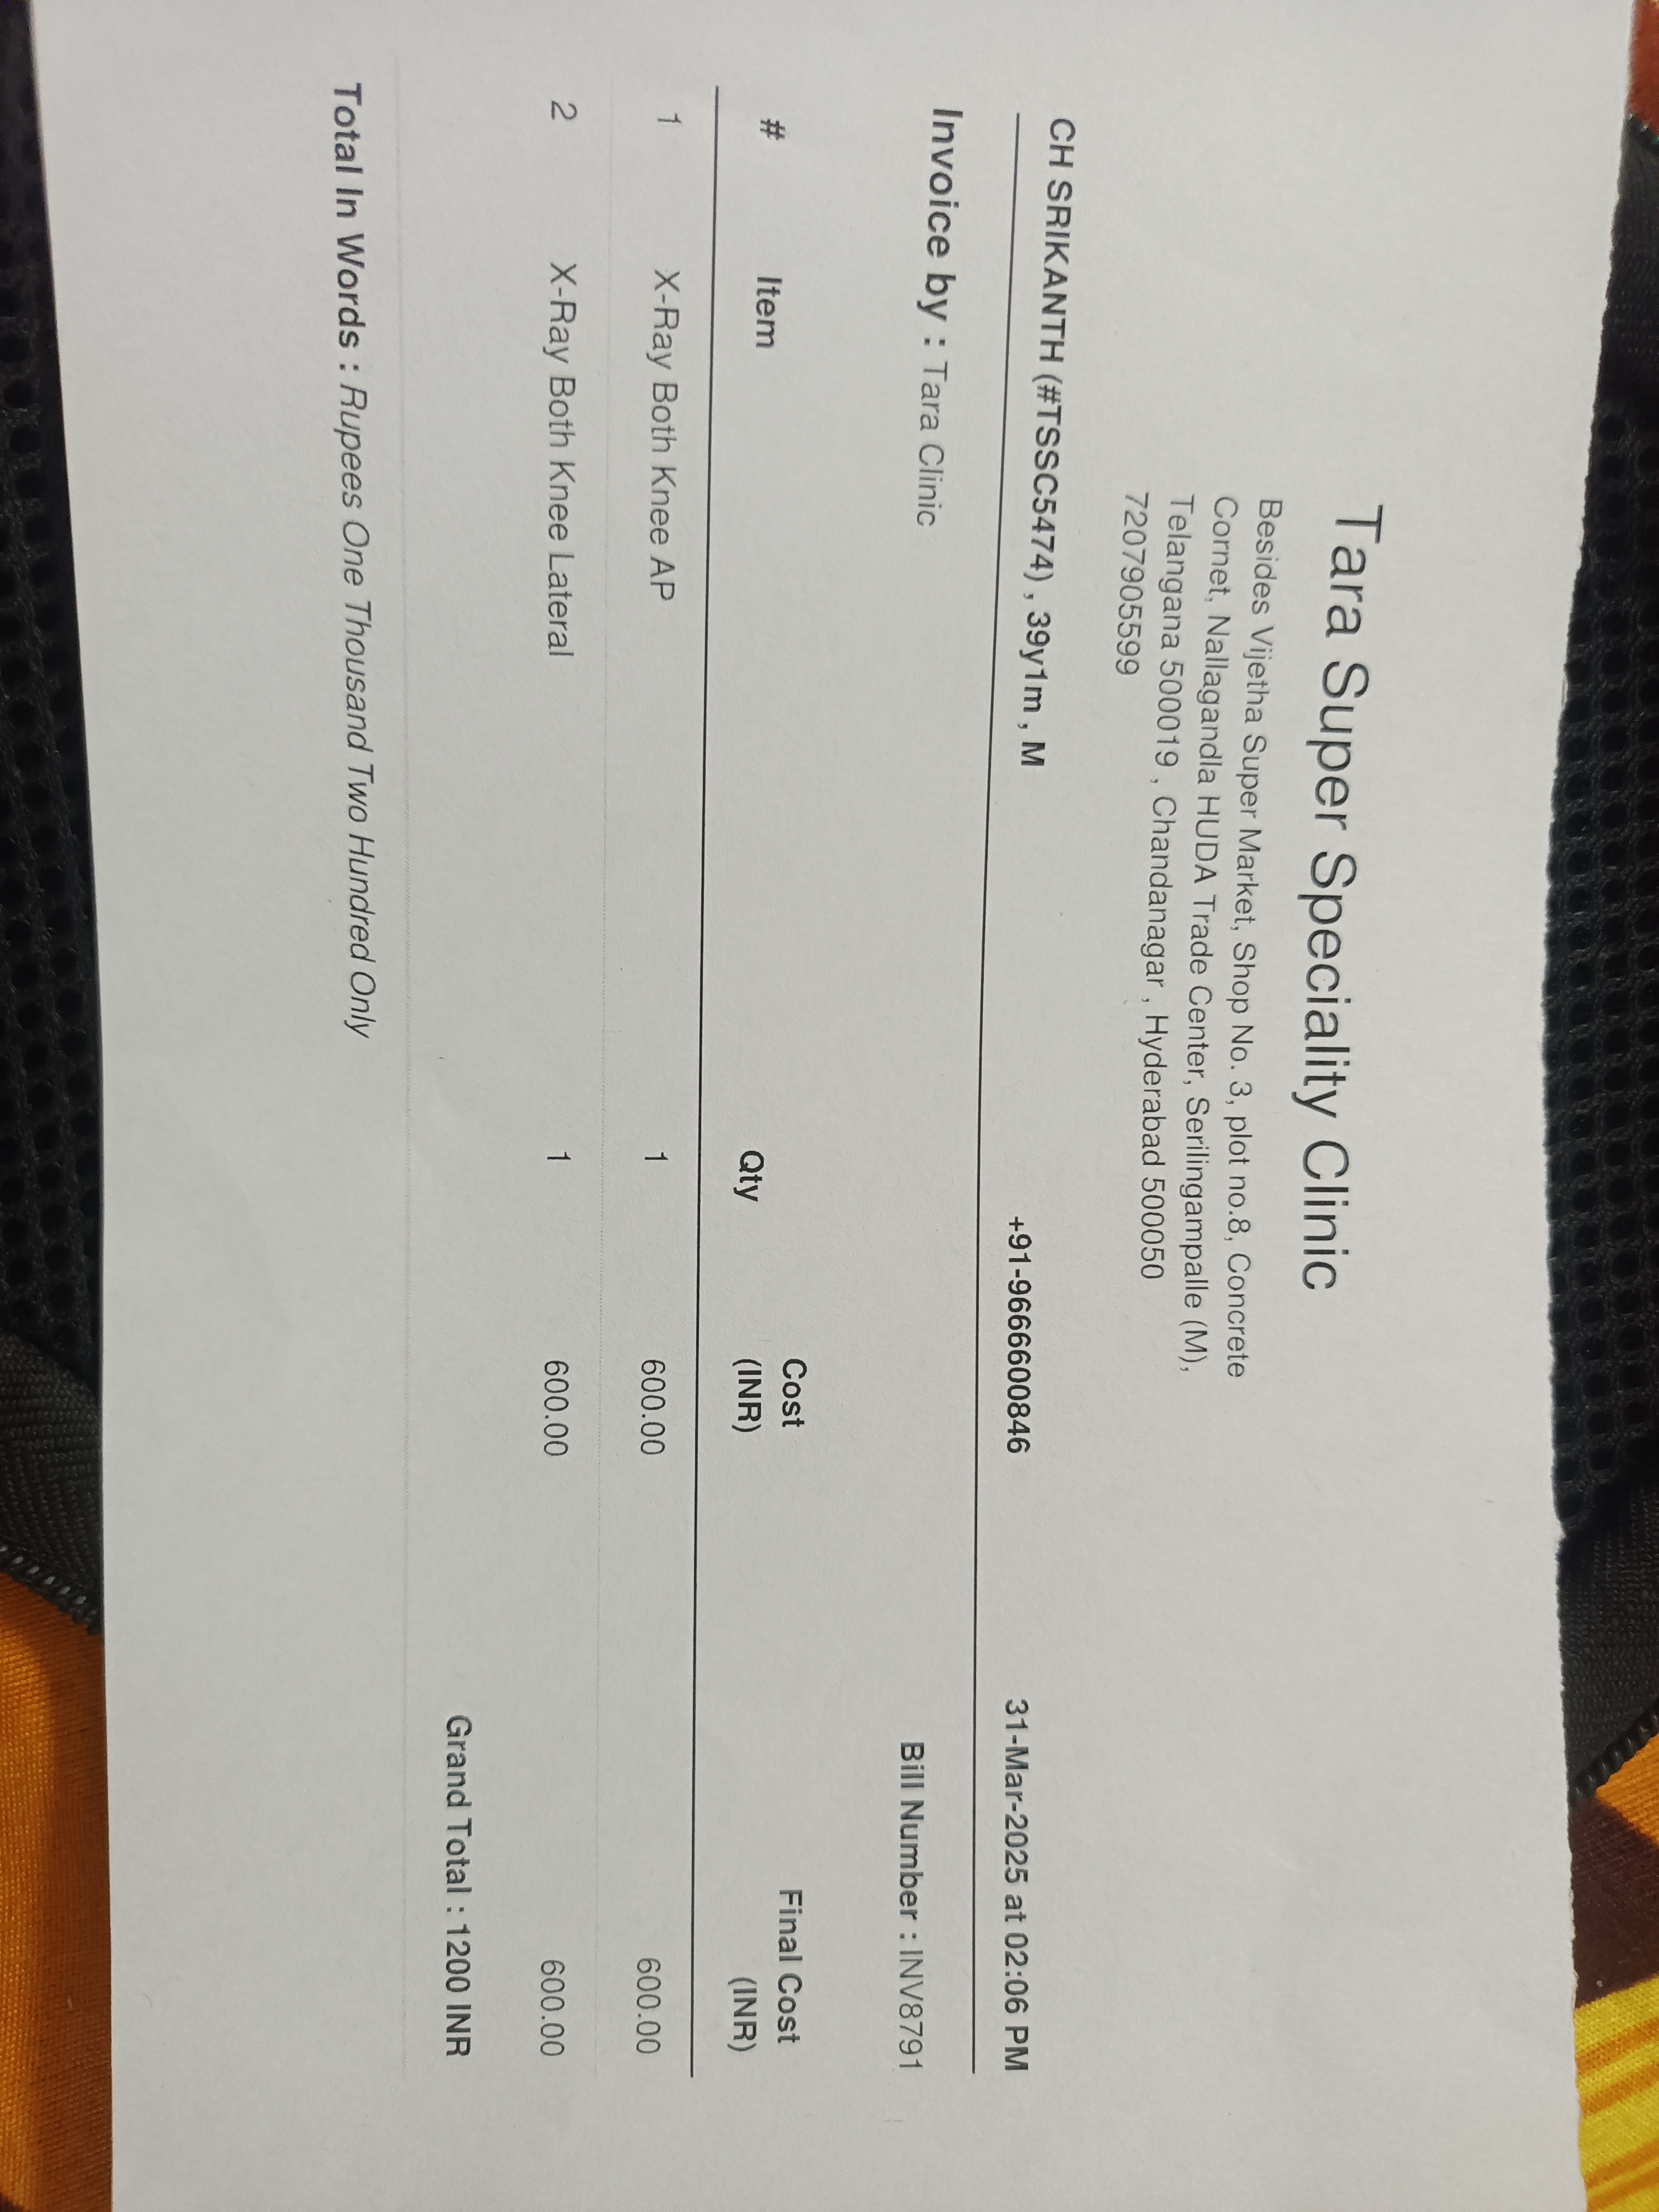 Tara Super Speciality Clinic
Besides Vijetha Super Market, Shop No. 3, plot no.8, Concrete
Cornet, Nallagandla HUDA Trade Center, Serilingampalle (M),
Telangana 500019 , Chandanagar , Hyderabad 500050
7207905599
CH SRIKANTH (#TSSC5474) , 39y1m , M +91-9666600846 31-Mar-2025 at 02:06 PM
Invoice by : Tara Clinic Bill Number : INV8791
# Item Qty Cost (INR) Final Cost (INR)
1 X-Ray Both Knee AP 1 600.00 600.00
2 X-Ray Both Knee Lateral 1 600.00 600.00
Grand Total : 1200 INR
Total In Words : Rupees One Thousand Two Hundred Only